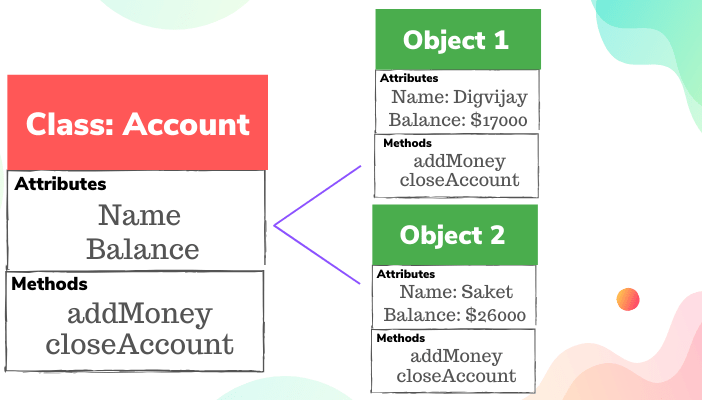 Class: Account
Attributes
Name
Balance
Methods
addMoney
closeAccount
Object 1
Attributes
Name: Digvijay
Balance: $17000
Methods
addMoney
closeAccount
Object 2
Attributes
Name: Saket
Balance: $26000
Methods
addMoney
closeAccount